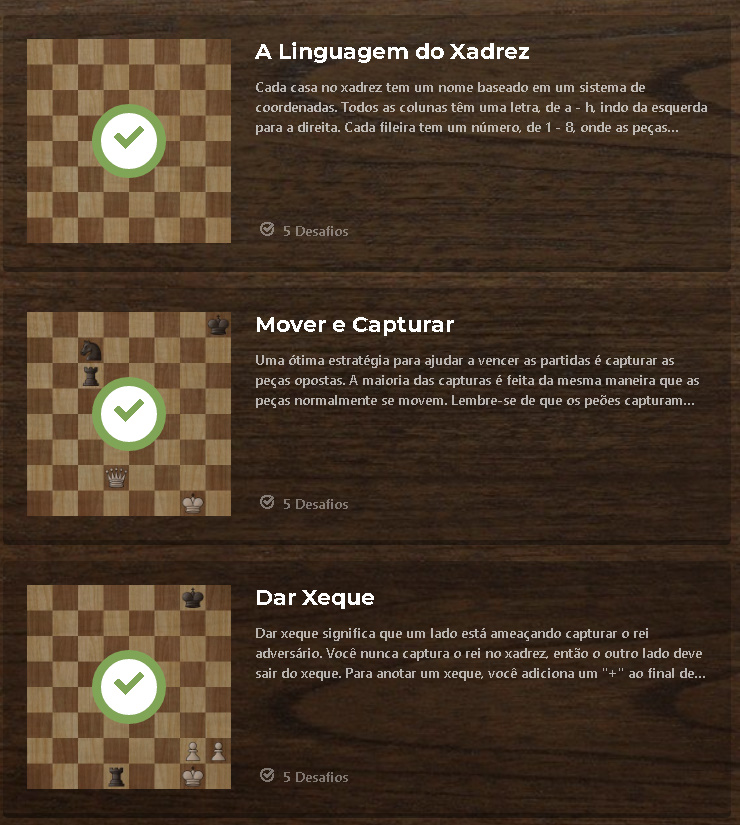 A Linguagem do Xadrez
Cada casa no xadrez tem um nome baseado em um sistema de
coordenadas. Todos as colunas têm uma letra, de a - h, indo da esquerda
para a direita. Cada fileira tem um número, de 1 - 8, onde as peças...
5 Desafios
Mover e Capturar
Uma ótima estratégia para ajudar a vencer as partidas é capturar as
peças opostas. A maioria das capturas é feita da mesma maneira que as
peças normalmente se movem. Lembre-se de que os peões capturam...
5 Desafios
Dar Xeque
Dar xeque significa que um lado está ameaçando capturar o rei
adversário. Você nunca captura o rei no xadrez, então o outro lado deve
sair do xeque. Para anotar um xeque, você adiciona um "+" ao final de...
5 Desafios